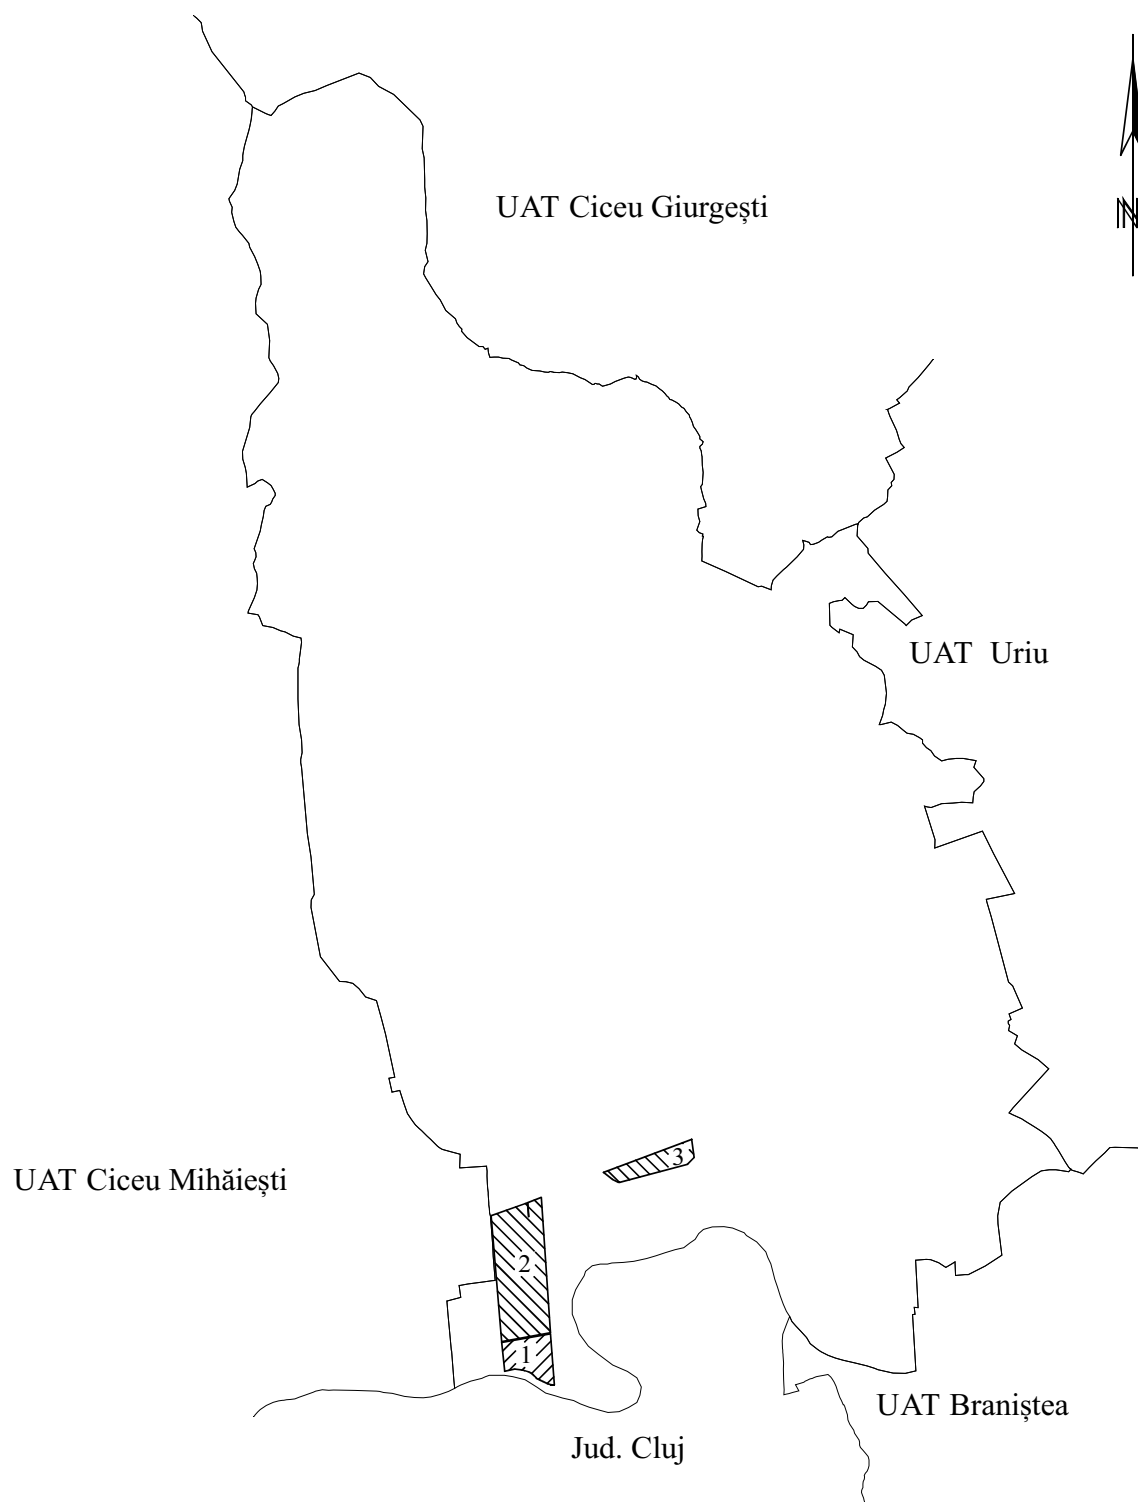 UAT Ciceu Giurgești
N
UAT Uriu
UAT Ciceu Mihăiești
3
2
1
UAT Braniștea
Jud. Cluj